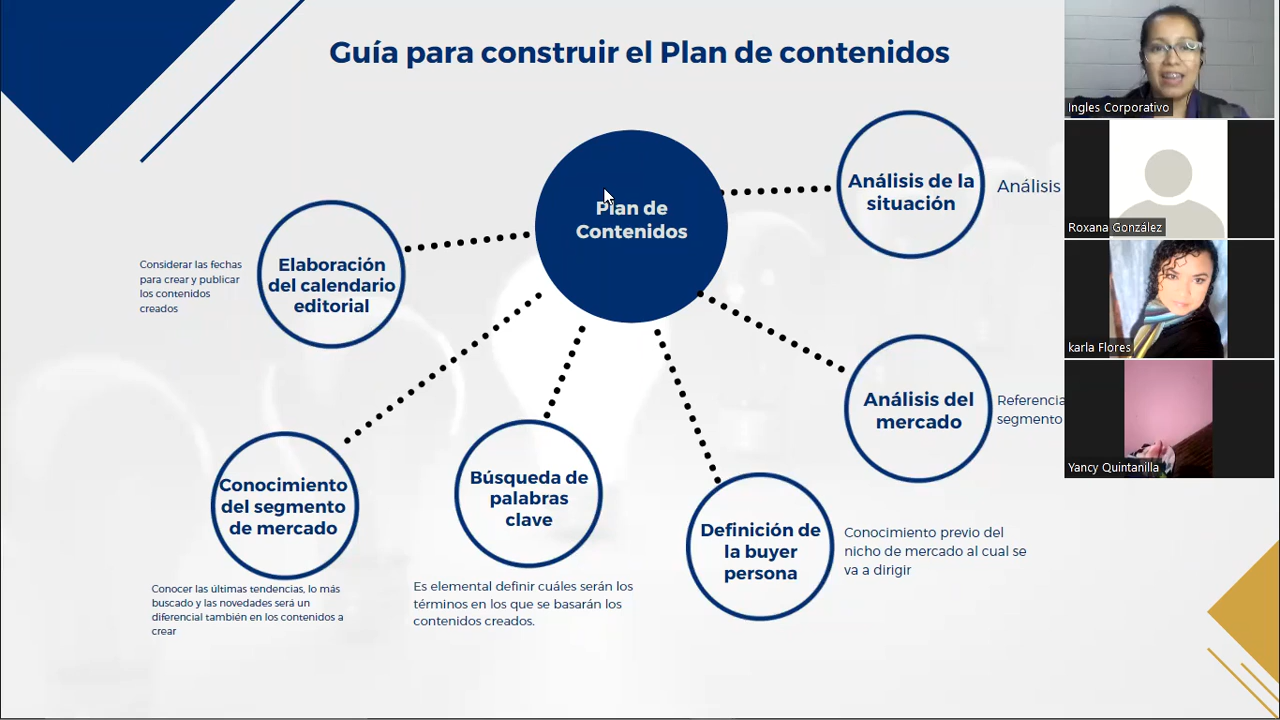 Guía para construir el Plan de contenidos
Plan de
Contenidos
Análisis de la
situación
Análisis
Análisis del
mercado
Referencia
segmento
Definición de
la buyer
persona
Conocimiento previo del
nicho de mercado al cual se
va a dirigir
Búsqueda de
palabras
clave
Es elemental definir cuáles serán los
términos en los que se basarán los
contenidos creados.
Conocimiento
del segmento
de mercado
Conocer las últimas tendencias, lo más
buscado y las novedades será un
diferencial también en los contenidos a
crear
Elaboración
del calendario
editorial
Considerar las fechas
para crear y publicar
los contenidos
creados
Ingles Corporativo
Roxana González
karla Flores
Yancy Quintanilla